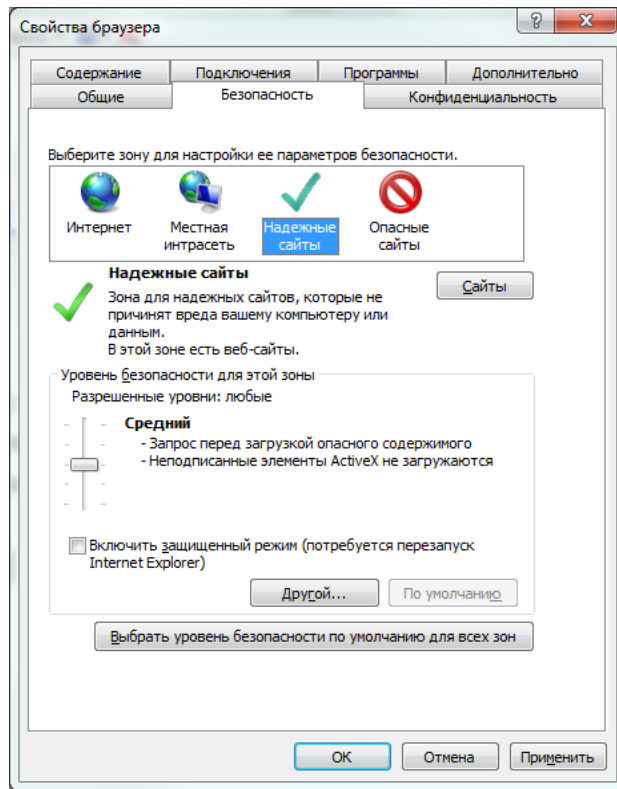 Свойства браузера
Содержание Подключения Программы Дополнительно
Общие Безопасность Конфиденциальность
Выберите зону для настройки ее параметров безопасности.
Интернет Местная интрасеть Надежные сайты Опасные сайты
Надежные сайты
Сайты
Зона для надежных сайтов, которые не
причинят вреда вашему компьютеру или
данным.
В этой зоне есть веб-сайты.
Уровень безопасности для этой зоны
Разрешенные уровни: любые
Средний
- Запрос перед загрузкой опасного содержимого
- Неподписанные элементы ActiveX не загружаются
Включить защищенный режим (потребуется перезапуск
Internet Explorer)
Другой... По умолчанию
Выбрать уровень безопасности по умолчанию для всех зон
ОК Отмена Применить